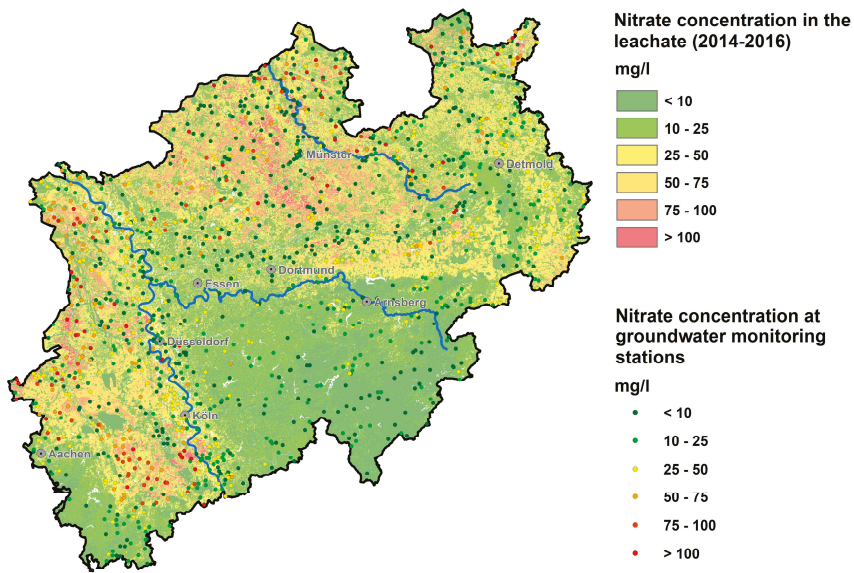 Nitrate concentration in the
leachate (2014-2016)
mg/l
< 10
10 - 25
25 - 50
50 - 75
75 - 100
> 100
Münster
Detmold
Dortmund
Essen
Arnsberg
Düsseldorf
Köln
Aachen
Nitrate concentration at
groundwater monitoring
stations
mg/l
< 10
10 - 25
25 - 50
50 - 75
75 - 100
> 100